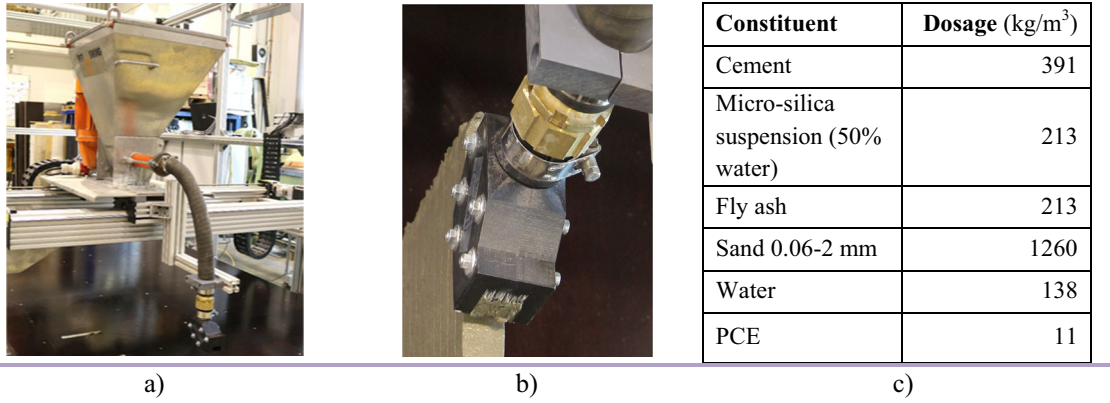 Constituent Dosage (kg/m³)
Cement 391
Micro-silica
suspension (50% 213
water)
Fly ash 213
Sand 0.06-2 mm 1260
Water 138
PCE 11
a) b) c)